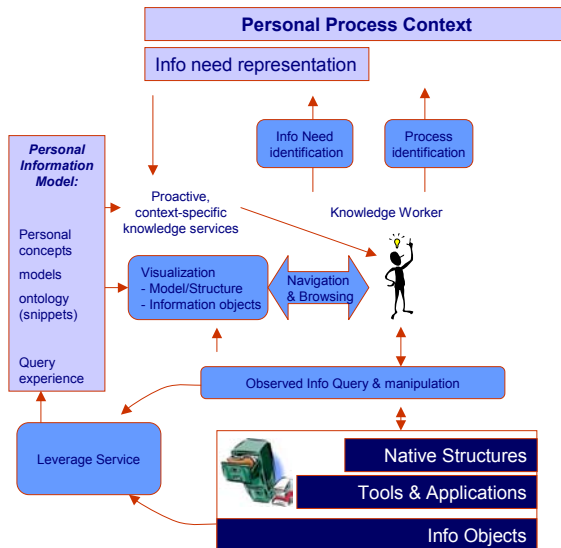 Personal Process Context
Info need representation
Info Need
identification
Process
identification
Personal
Information
Model:
Personal
concepts
models
ontology
(snippets)
Query
experience
Proactive,
context-specific
knowledge services
Knowledge Worker
Visualization
- Model/Structure
- Information objects
Navigation
& Browsing
Observed Info Query & manipulation
Leverage Service
Native Structures
Tools & Applications
Info Objects